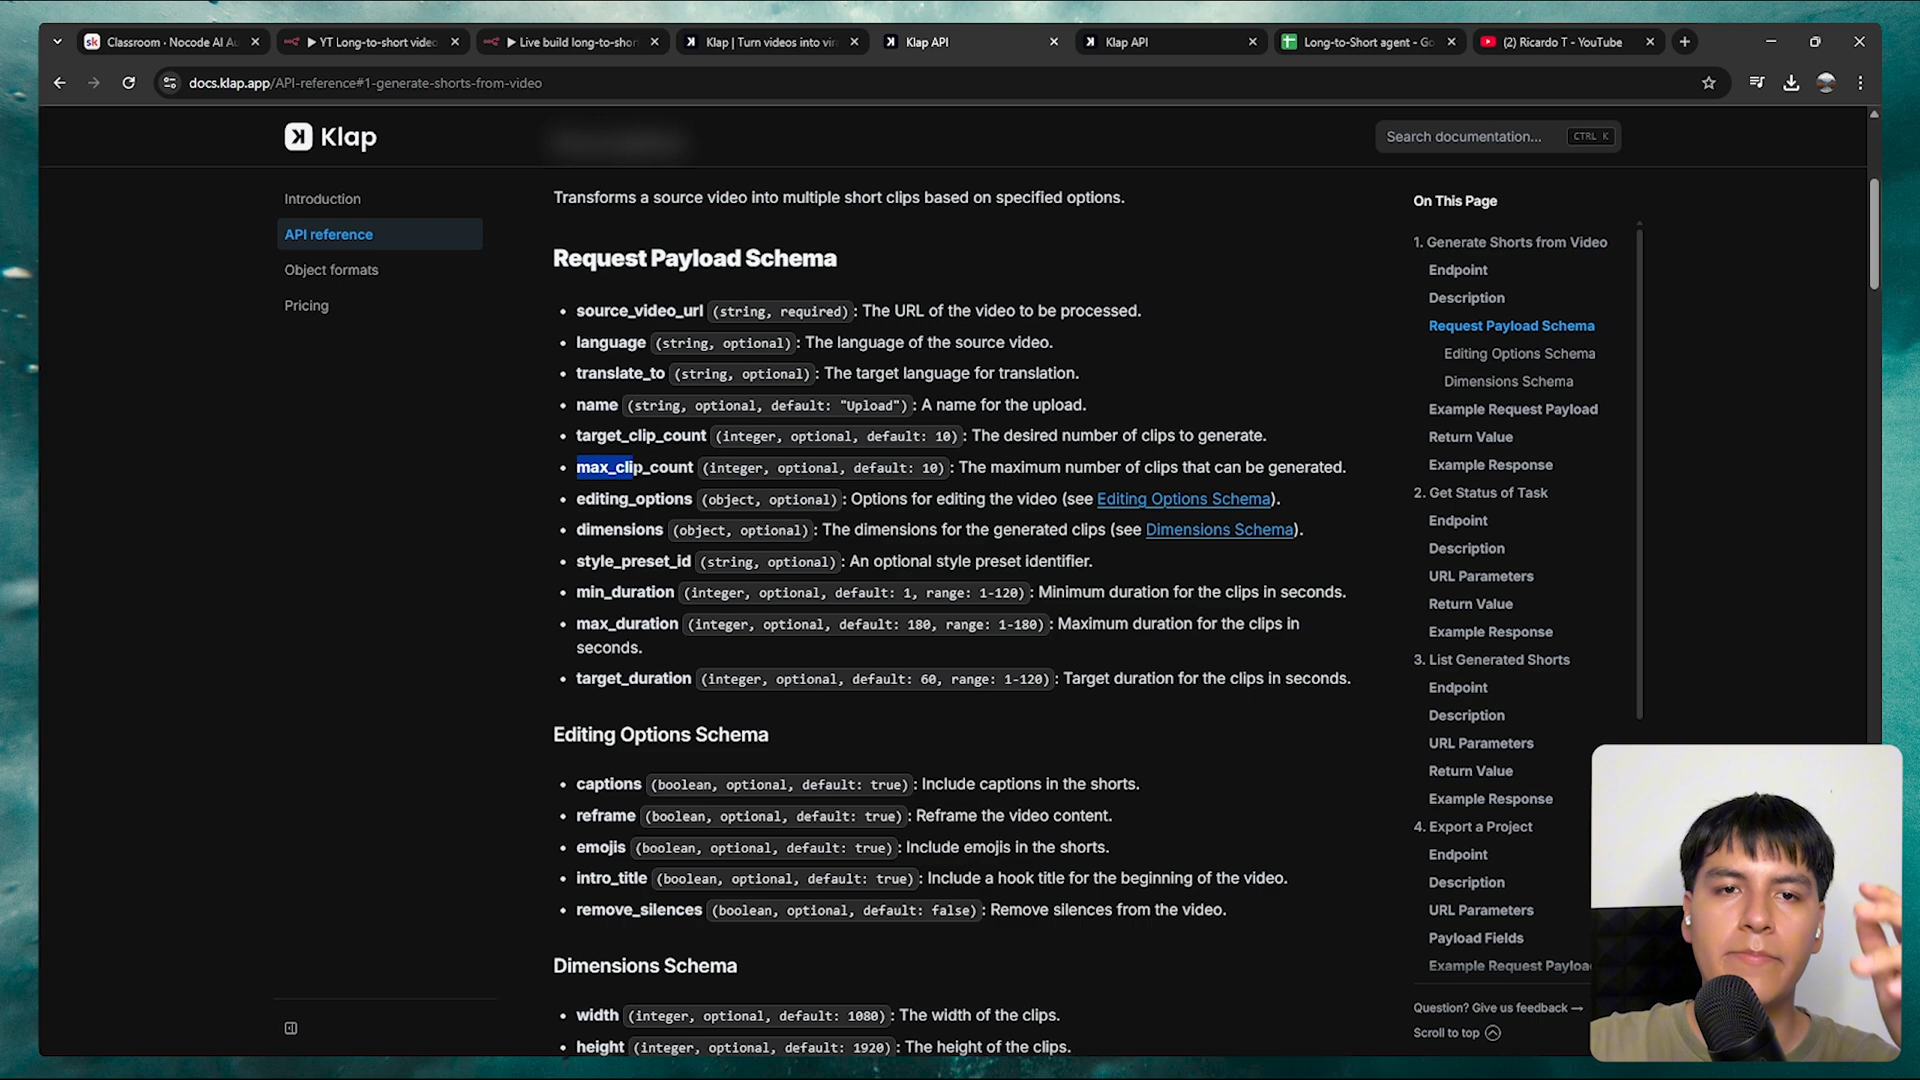 Classroom · Nocode AI Au
▶ YT Long-to-short video
▶ Live build long-to-shor
Klap | Turn videos into vira
Klap API
Klap API
Long-to-Short agent - Go
(2) Ricardo T - YouTube
docs.klap.app/API-reference#1-generate-shorts-from-video
Klap
Search documentation...
CTRL K
Introduction
API reference
Object formats
Pricing
Transforms a source video into multiple short clips based on specified options.
Request Payload Schema
• source_video_url (string, required): The URL of the video to be processed.
• language (string, optional): The language of the source video.
• translate_to (string, optional): The target language for translation.
• name (string, optional, default: "Upload"): A name for the upload.
• target_clip_count (integer, optional, default: 10): The desired number of clips to generate.
• max_clip_count (integer, optional, default: 10): The maximum number of clips that can be generated.
• editing_options (object, optional): Options for editing the video (see Editing Options Schema).
• dimensions (object, optional): The dimensions for the generated clips (see Dimensions Schema).
• style_preset_id (string, optional): An optional style preset identifier.
• min_duration (integer, optional, default: 1, range: 1-120): Minimum duration for the clips in seconds.
• max_duration (integer, optional, default: 180, range: 1-180): Maximum duration for the clips in
seconds.
• target_duration (integer, optional, default: 60, range: 1-120): Target duration for the clips in seconds.
Editing Options Schema
• captions (boolean, optional, default: true): Include captions in the shorts.
• reframe (boolean, optional, default: true): Reframe the video content.
• emojis (boolean, optional, default: true): Include emojis in the shorts.
• intro_title (boolean, optional, default: true): Include a hook title for the beginning of the video.
• remove_silences (boolean, optional, default: false): Remove silences from the video.
Dimensions Schema
• width (integer, optional, default: 1080): The width of the clips.
• height (integer, optional, default: 1920): The height of the clips.
On This Page
1. Generate Shorts from Video
Endpoint
Description
Request Payload Schema
Editing Options Schema
Dimensions Schema
Example Request Payload
Return Value
Example Response
2. Get Status of Task
Endpoint
Description
URL Parameters
Return Value
Example Response
3. List Generated Shorts
Endpoint
Description
URL Parameters
Return Value
Example Response
4. Export a Project
Endpoint
Description
URL Parameters
Payload Fields
Example Request Payloa
Question? Give us feedback →
Scroll to top